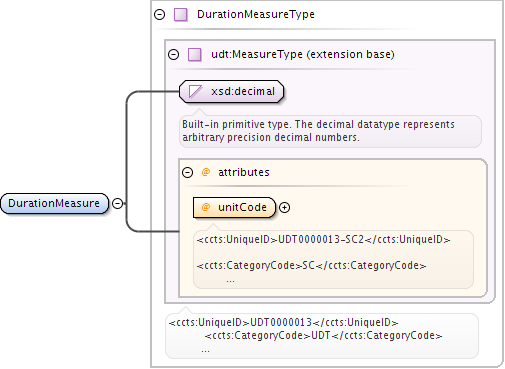 DurationMeasureType
udt:MeasureType (extension base)
xsd:decimal
Built-in primitive type. The decimal datatype represents
arbitrary precision decimal numbers.
@ attributes
DurationMeasure
@ unitCode
<ccts:UniqueID>UDT0000013-SC2</ccts:UniqueID>
<ccts:CategoryCode>SC</ccts:CategoryCode>
...
<ccts:UniqueID>UDT0000013</ccts:UniqueID>
<ccts:CategoryCode>UDT</ccts:CategoryCode>
...